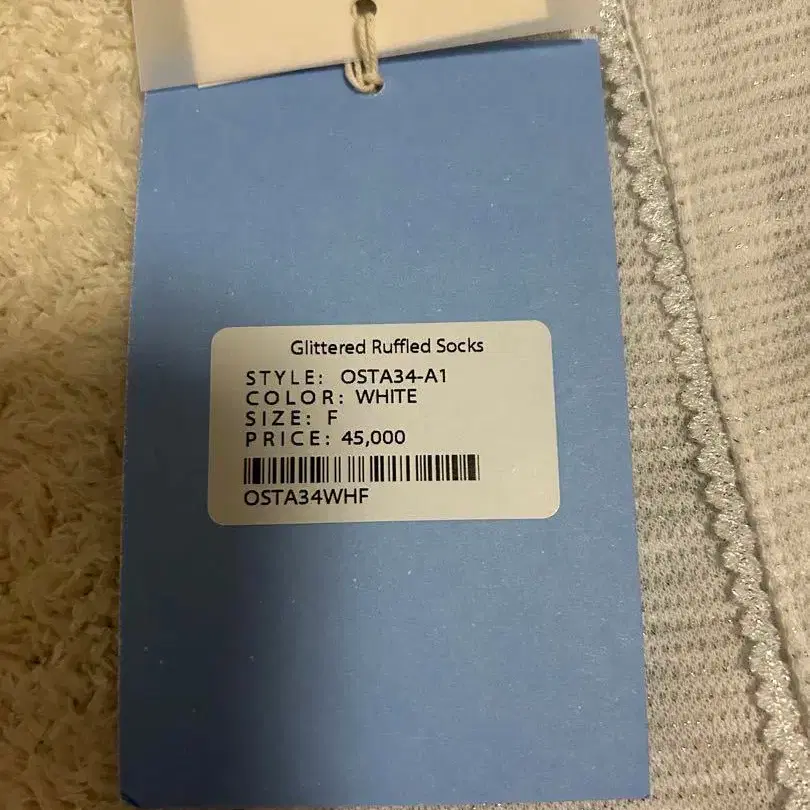 Glittered Ruffled Socks
STYLE: OSTA34-A1
COLOR: WHITE
SIZE: F
PRICE: 45,000
OSTA34WHF